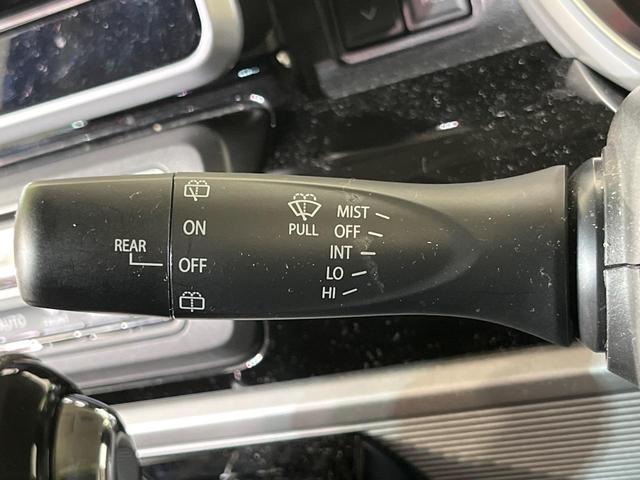 REAR
ON
OFF
PULL
MIST
OFF
INT
LO
HI